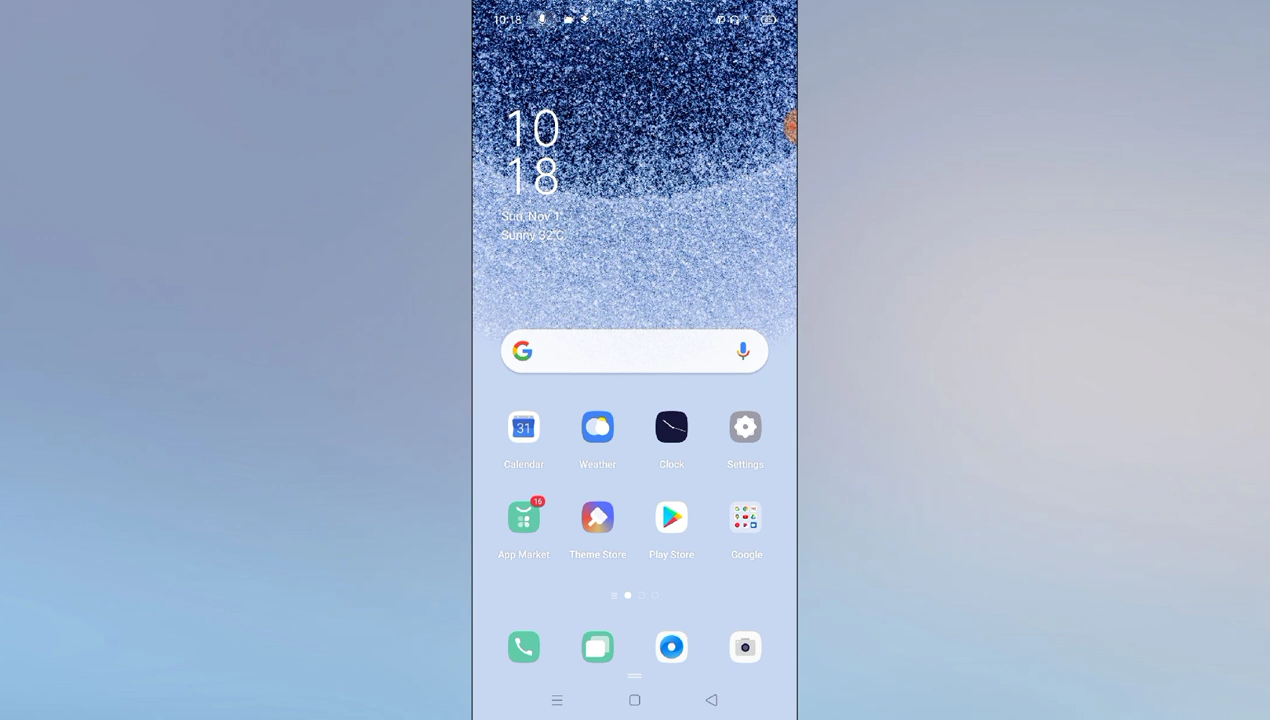 10:18
10
18
Sun, Nov 1
Sunny 32°C
31
Calendar
Weather
Clock
Settings
16
App Market
Theme Store
Play Store
Google